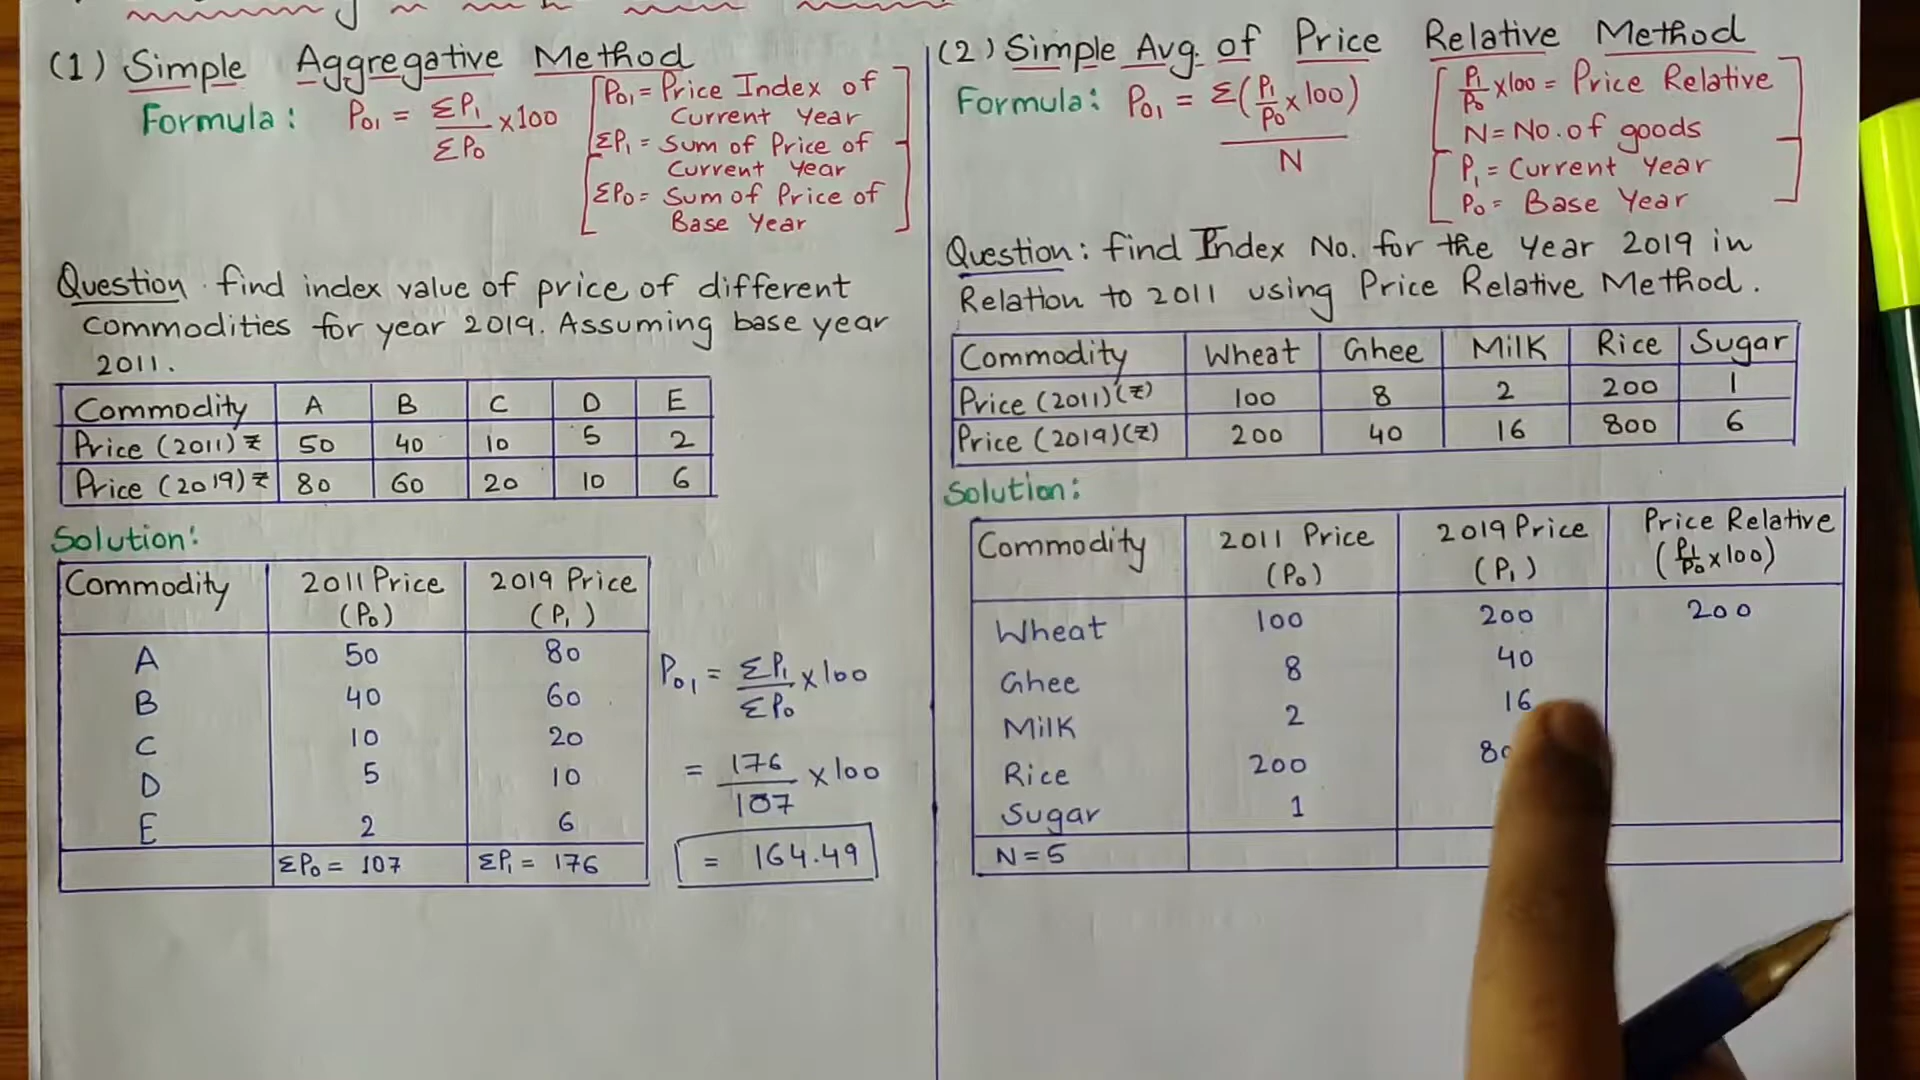 (1) Simple Aggregative Method
Formula: P₀₁ = ΣP₁/ΣP₀ ×100
P₀₁ = Price Index of
Current Year
ΣP₁ = Sum of Price of
Current Year
ΣP₀ = Sum of Price of
Base Year
Question find index value of price of different
commodities for year 2019. Assuming base year
2011.
Commodity A B C D E
Price (2011) ₹ 50 40 10 5 2
Price (2019) ₹ 80 60 20 10 6
Solution:
Commodity 2011 Price (P₀) 2019 Price (P₁)
A 50 80
B 40 60
C 10 20
D 5 10
E 2 6
ΣP₀ = 107 ΣP₁ = 176
P₀₁ = ΣP₁/ΣP₀ ×100
= 176/107 ×100
= 164.49
(2) Simple Avg. of Price Relative Method
Formula: P₀₁ = Σ(P₁/P₀ ×100)/N
P₁/P₀ ×100 = Price Relative
N = No. of goods
P₁ = Current Year
P₀ = Base Year
Question: find Index No. for the year 2019 in
Relation to 2011 using Price Relative Method.
Commodity Wheat Ghee Milk Rice Sugar
Price (2011)(₹) 100 8 2 200 1
Price (2019)(₹) 200 40 16 800 6
Solution:
Commodity 2011 Price (P₀) 2019 Price (P₁) Price Relative (P₁/P₀ ×100)
Wheat 100 200 200
Ghee 8 40
Milk 2 16
Rice 200
Sugar 1
N = 5